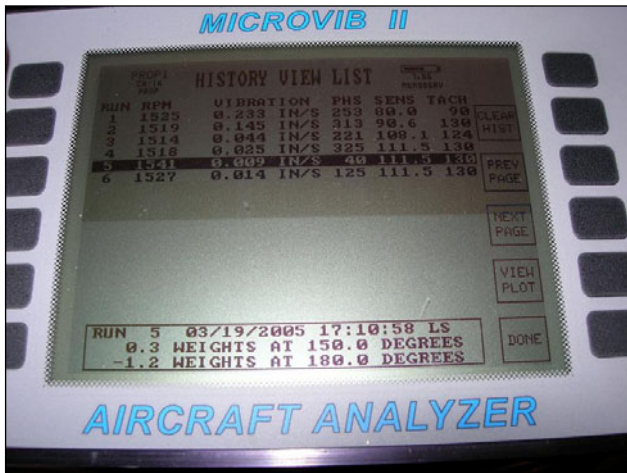 MICROVIB II
PROP1
HISTORY VIEW LIST
RUN RPM VIBRATION PHS SENS TACH
1 1525 0.233 IN/S 253 60.0 90
2 1519 0.145 IN/S 313 90.6 130
3 1514 0.044 IN/S 221 108.1 124
4 1518 0.025 IN/S 325 111.5 130
5 1541 0.009 IN/S 40 111.5 130
6 1527 0.014 IN/S 125 111.5 130
CLEAR
HIST
PREV
PAGE
NEXT
PAGE
VIEW
PLOT
DONE
RUN 5 03/19/2005 17:10:58 LS
0.3 WEIGHTS AT 150.0 DEGREES
-1.2 WEIGHTS AT 180.0 DEGREES
AIRCRAFT ANALYZER